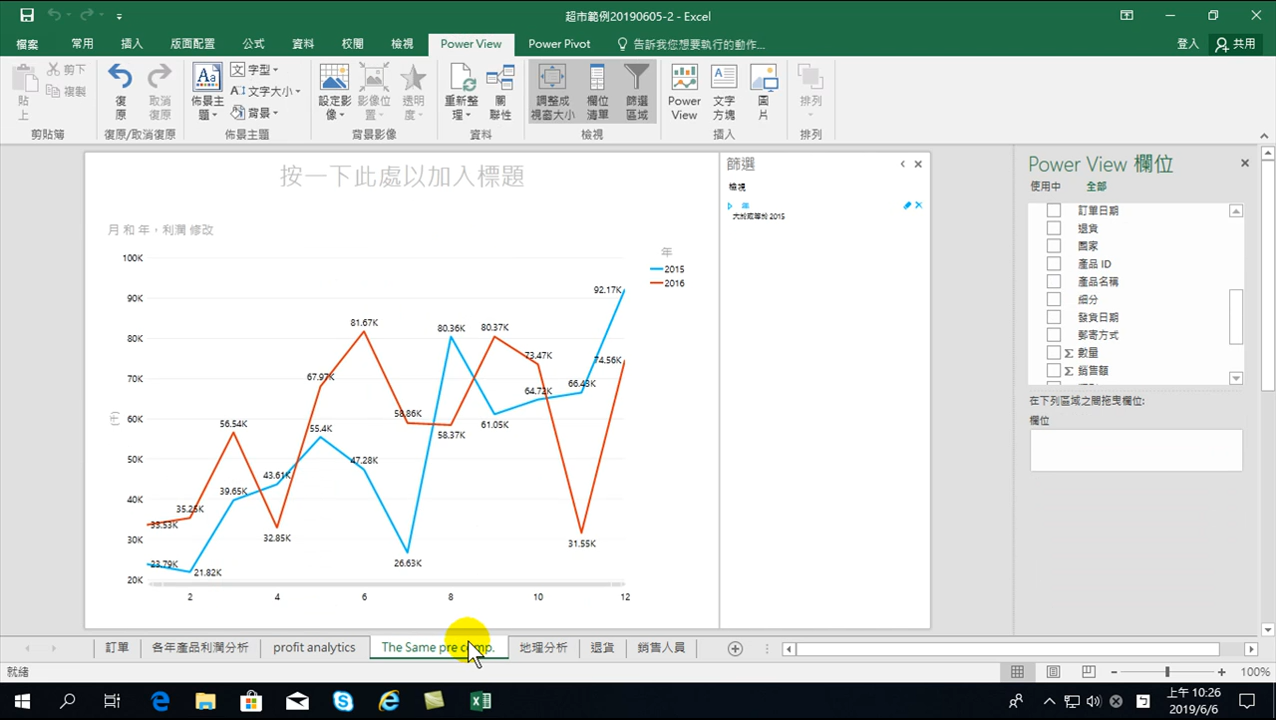 超市範例20190605-2 - Excel
檔案 常用 插入 版面配置 公式 資料 校閱 檢視 Power View Power Pivot 告訴我您想要執行的動作... 登入 共用
貼上 剪下 複製
剪貼簿
復原 取消復原
復原/取消復原
佈景主題 文字型 文字大小 背景
佈景主題
設定影像 影像位置 透明度
背景影像
重新整理 關聯性
資料
調整成視窗大小 欄位清單 篩選區域
檢視
Power View 文字方塊 圖片
插入
排列
排列
按一下此處以加入標題
月 和 年，利潤 修改
年
2015
2016
(千)
100K
90K
80K
70K
60K
50K
40K
30K
20K
92.17K
81.67K
80.36K
80.37K
73.47K
74.56K
67.97K
66.43K
64.72K
61.05K
58.86K
58.37K
56.54K
55.4K
47.28K
43.61K
39.65K
35.25K
33.53K
32.85K
31.55K
26.63K
23.79K
21.82K
2 4 6 8 10 12
篩選
檢視
年
大於或等於 2015
Power View 欄位
使用中 全部
訂單日期
退貨
國家
產品 ID
產品名稱
細分
發貨日期
郵寄方式
Σ 數量
Σ 銷售額
在下列區域之間拖曳欄位:
欄位
訂單 各年產品利潤分析 profit analytics The Same pre comp. 地理分析 退貨 銷售人員
就緒
100%
上午 10:26
2019/6/6